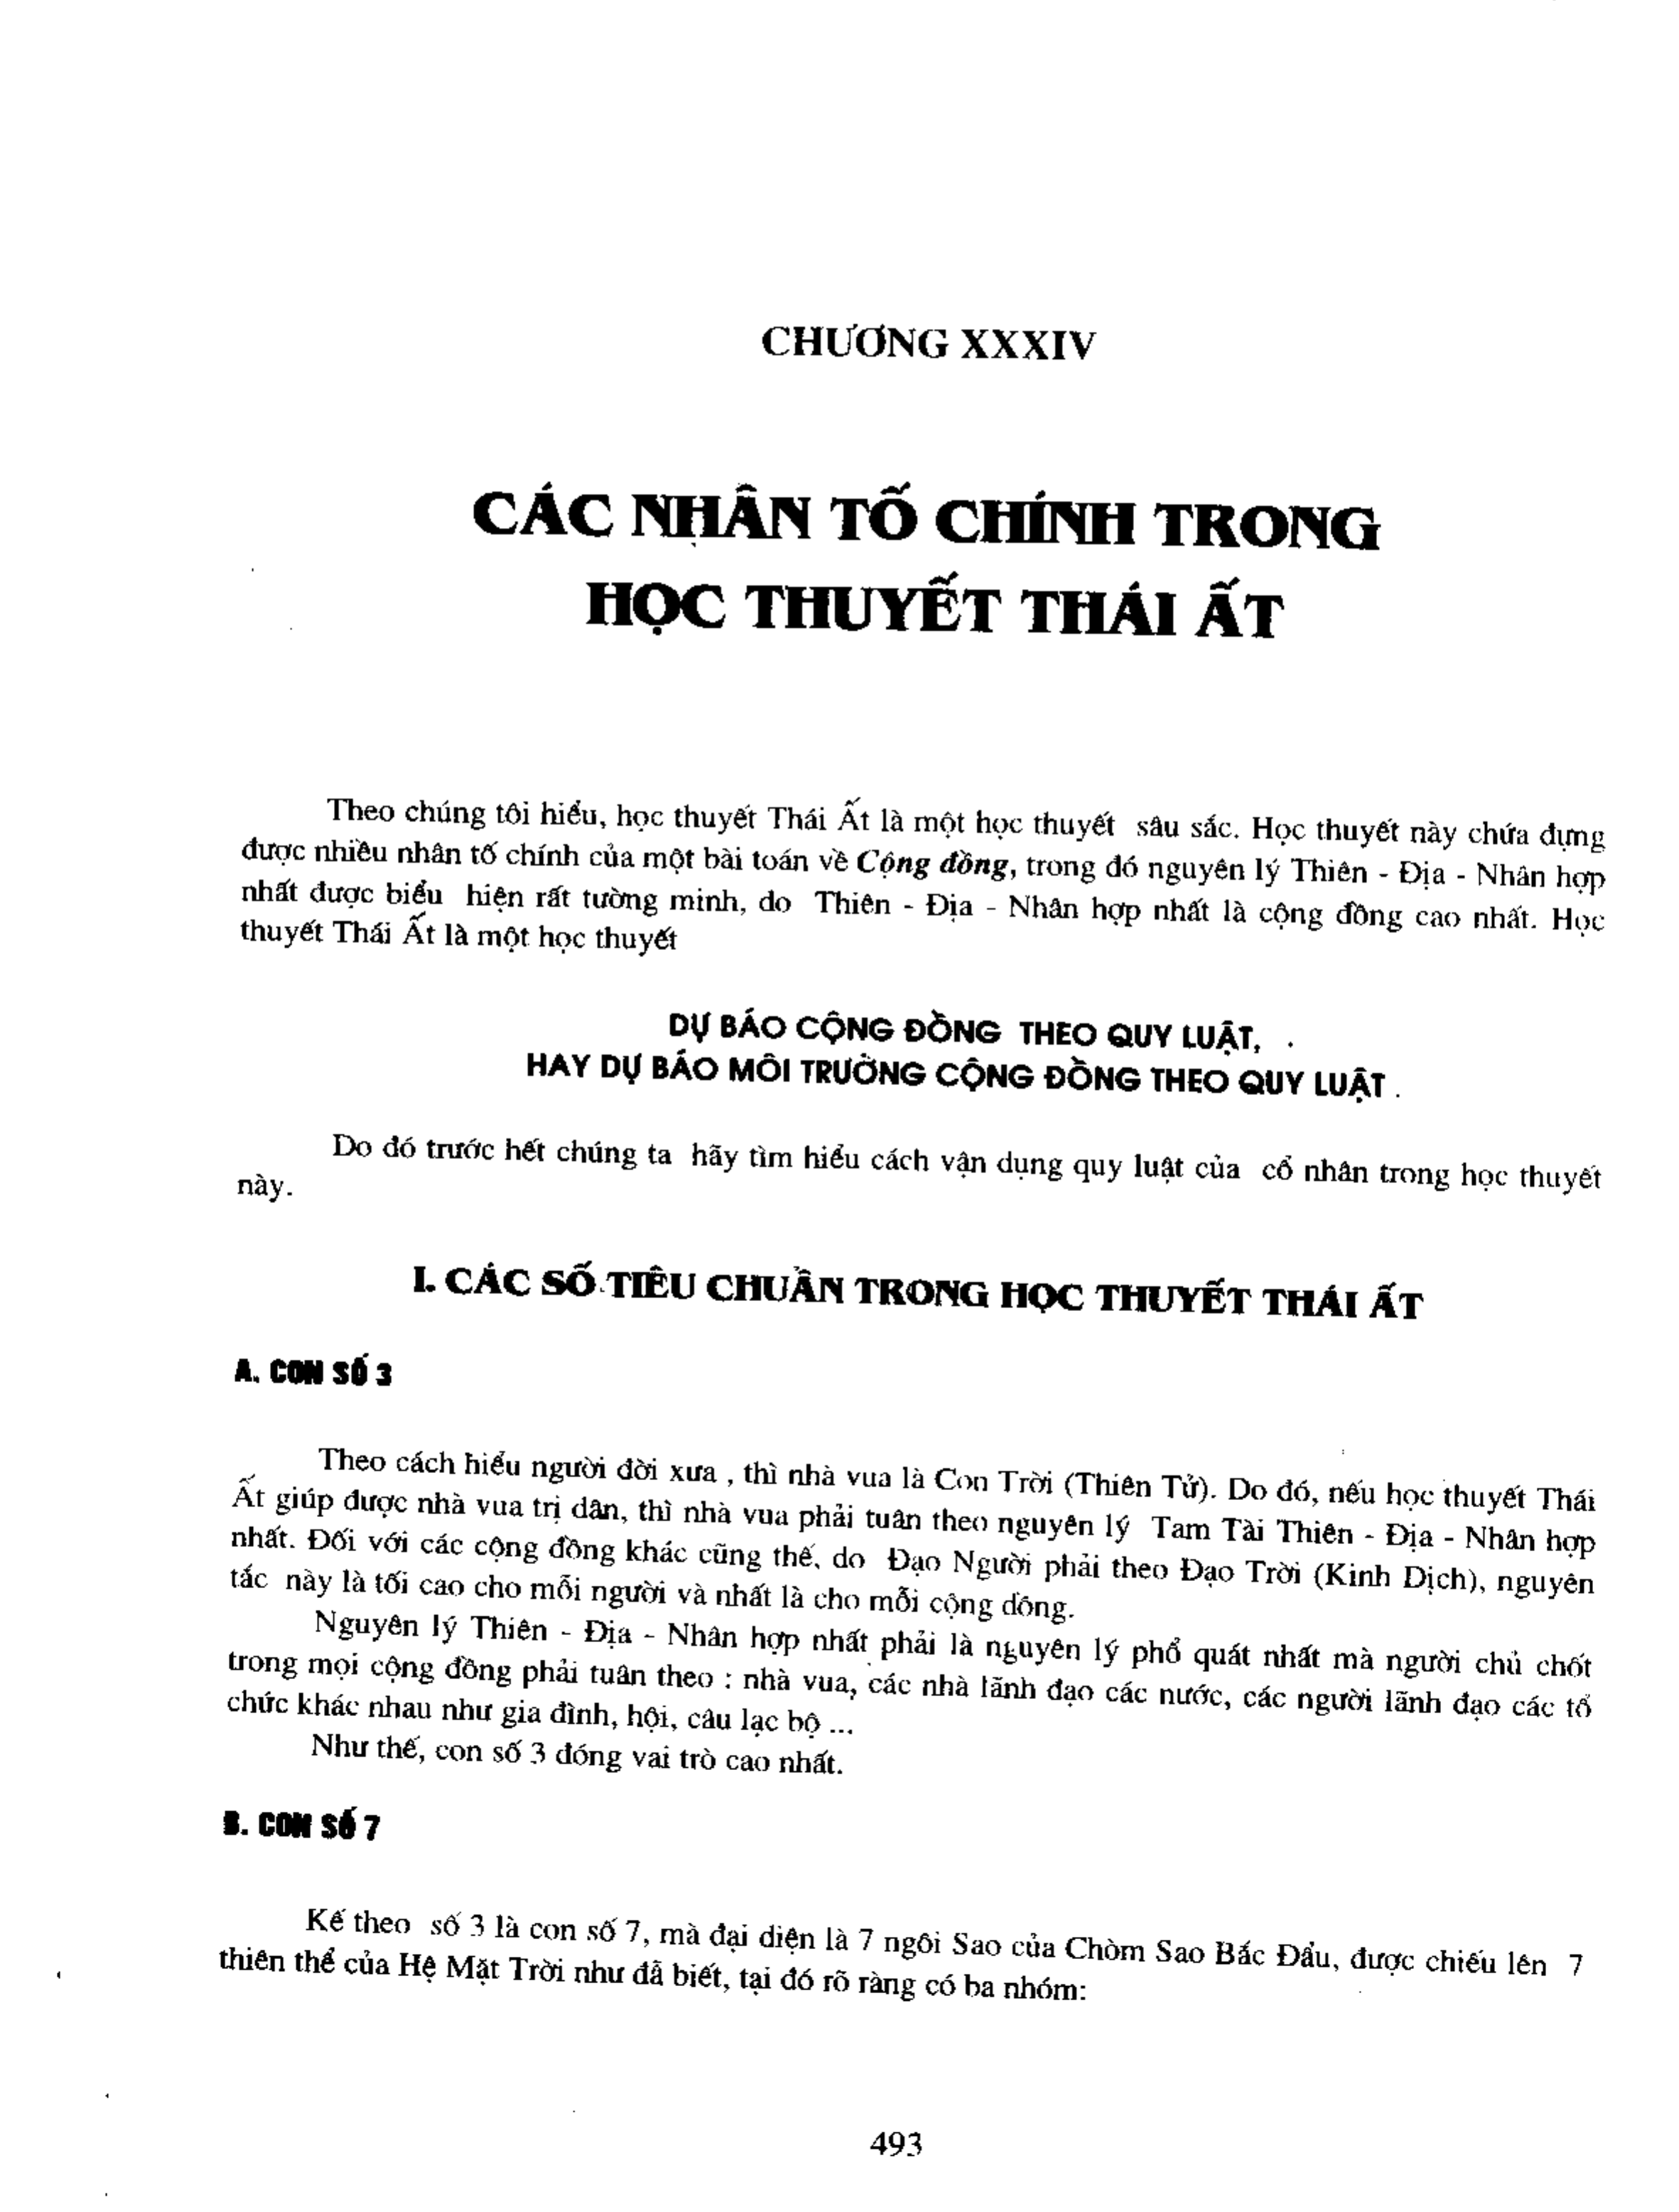 CHƯƠNG XXXIV
CÁC NHÂN TỐ CHÍNH TRONG
HỌC THUYẾT THÁI ẤT
Theo chúng tôi hiểu, học thuyết Thái Ất là một học thuyết sâu sắc. Học thuyết này chứa đựng
được nhiều nhân tố chính của một bài toán về Cộng đồng, trong đó nguyên lý Thiên - Địa - Nhân hợp
nhất được biểu hiện rất tường minh, do Thiên - Địa - Nhân hợp nhất là cộng đồng cao nhất. Học
thuyết Thái Ất là một học thuyết
DỰ BÁO CỘNG ĐỒNG THEO QUY LUẬT,
HAY DỰ BÁO MÔI TRƯỜNG CỘNG ĐỒNG THEO QUY LUẬT .
Do đó trước hết chúng ta hãy tìm hiểu cách vận dụng quy luật của cổ nhân trong học thuyết
này.
I. CÁC SỐ TIÊU CHUẨN TRONG HỌC THUYẾT THÁI ẤT
A. CON SỐ 3
Theo cách hiểu người đời xưa , thì nhà vua là Con Trời (Thiên Tử). Do đó, nếu học thuyết Thái
Ất giúp được nhà vua trị dân, thì nhà vua phải tuân theo nguyên lý Tam Tài Thiên - Địa - Nhân hợp
nhất. Đối với các cộng đồng khác cũng thế, do Đạo Người phải theo Đạo Trời (Kinh Dịch), nguyên
tắc này là tối cao cho mỗi người và nhất là cho mỗi cộng đồng.
Nguyên lý Thiên - Địa - Nhân hợp nhất phải là nguyên lý phổ quát nhất mà người chủ chốt
trong mọi cộng đồng phải tuân theo : nhà vua, các nhà lãnh đạo các nước, các người lãnh đạo các tổ
chức khác nhau như gia đình, hội, câu lạc bộ ...
Như thế, con số 3 đóng vai trò cao nhất.
B. CON SỐ 7
Kế theo số 3 là con số 7, mà đại diện là 7 ngôi Sao của Chòm Sao Bắc Đẩu, được chiếu lên 7
thiên thể của Hệ Mặt Trời như đã biết, tại đó rõ ràng có ba nhóm:
493